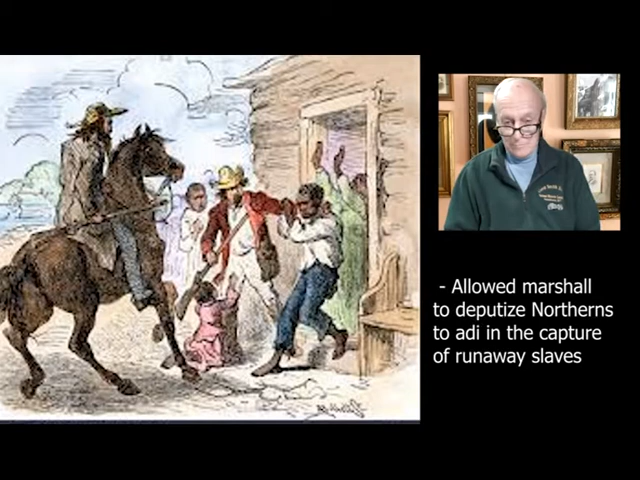 - Allowed marshall
to deputize Northerns
to adi in the capture
of runaway slaves